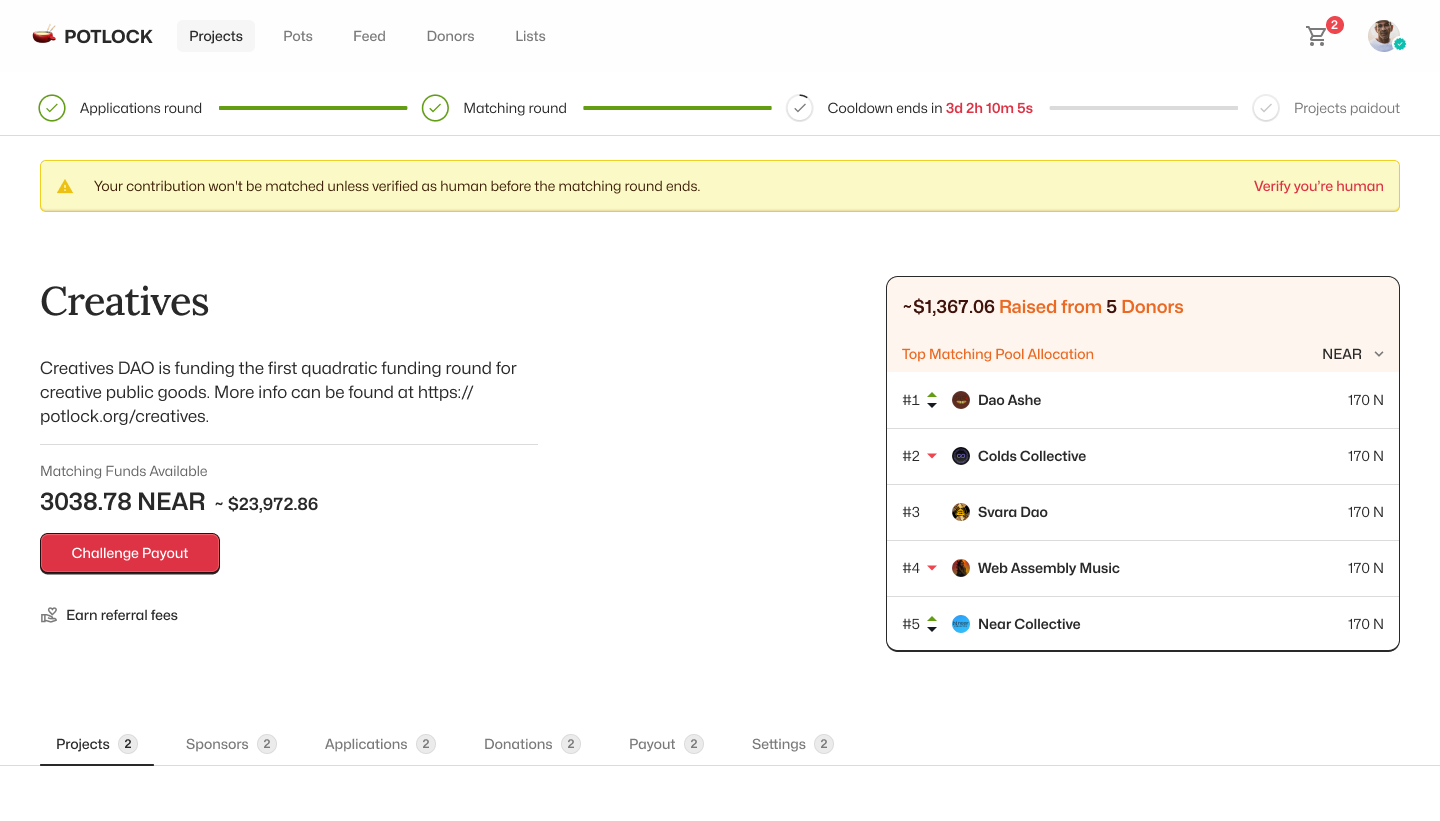 POTLOCK
Projects
Pots
Feed
Donors
Lists
2
Applications round
Matching round
Cooldown ends in 3d 2h 10m 5s
Projects paidout
Your contribution won't be matched unless verified as human before the matching round ends.
Verify you're human
Creatives
Creatives DAO is funding the first quadratic funding round for
creative public goods. More info can be found at https://
potlock.org/creatives.
Matching Funds Available
3038.78 NEAR ~ $23,972.86
Challenge Payout
Earn referral fees
~$1,367.06 Raised from 5 Donors
Top Matching Pool Allocation
NEAR
#1 Dao Ashe 170 N
#2 Colds Collective 170 N
#3 Svara Dao 170 N
#4 Web Assembly Music 170 N
#5 Near Collective 170 N
Projects 2
Sponsors 2
Applications 2
Donations 2
Payout 2
Settings 2